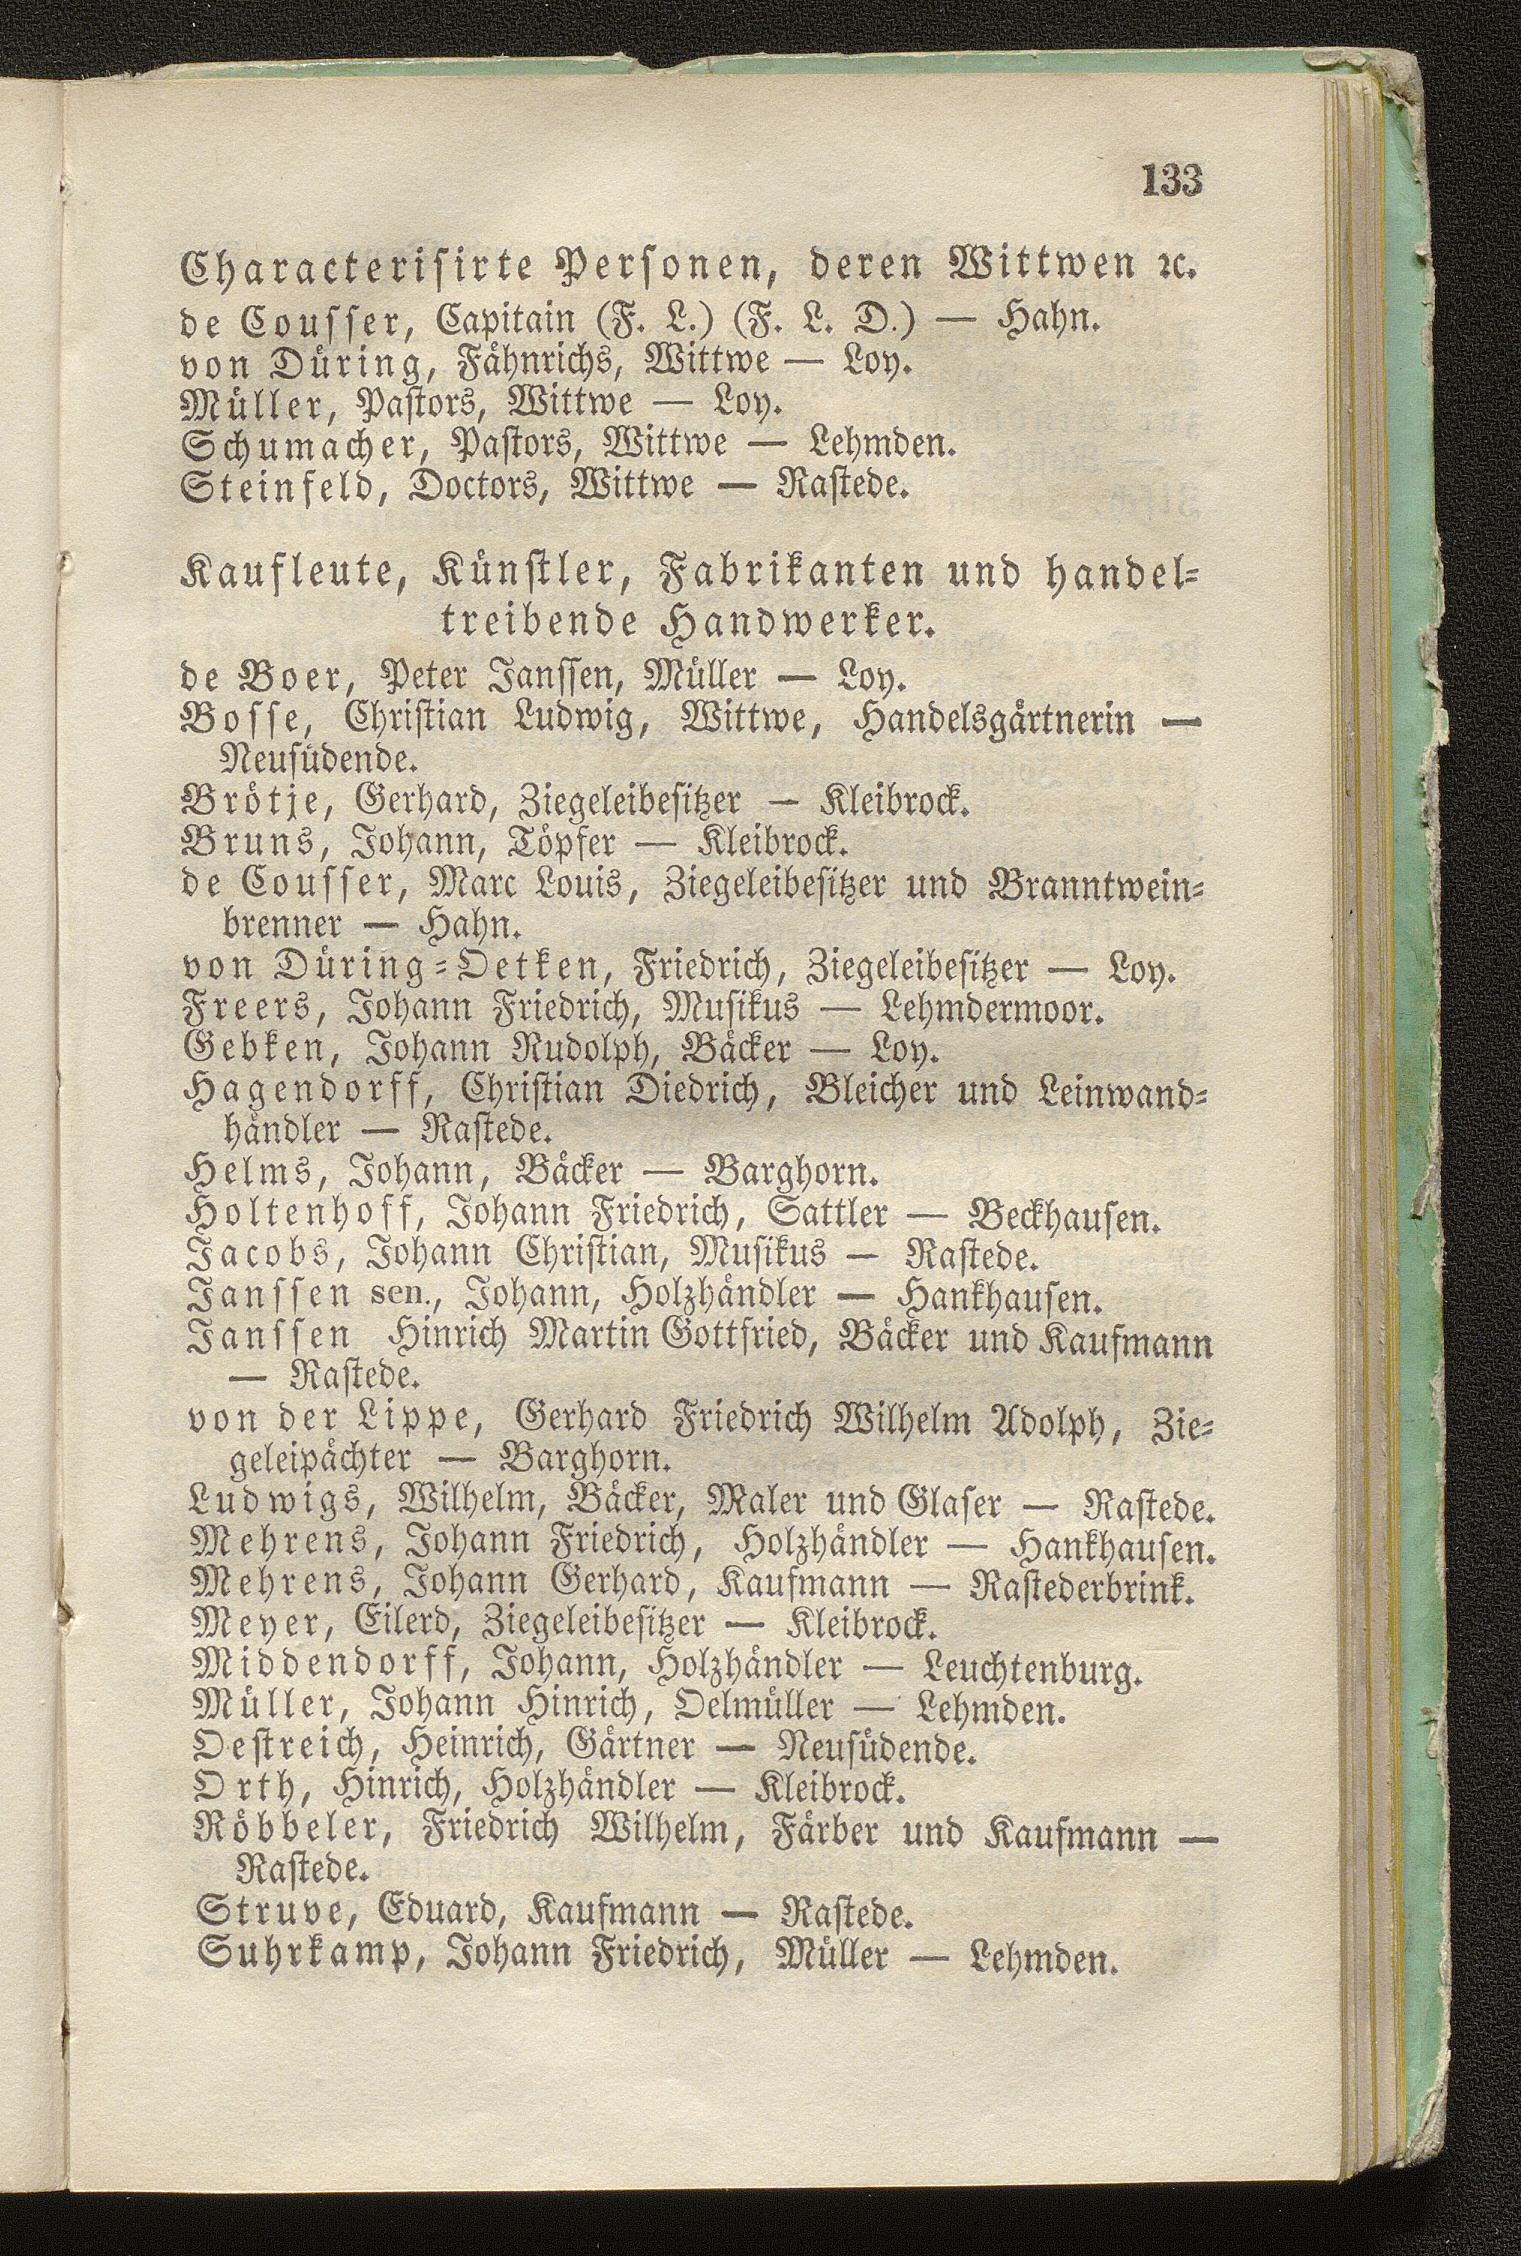 133
Characterisirte Personen, deren Wittwen ꝛc.
de Cousser, Capitain (F. L.) (F. L. D.) — Hahn.
von Düring, Fähnrichs, Wittwe — Loy.
Müller, Pastors, Wittwe — Loy.
Schumacher, Pastors, Wittwe — Lehmden.
Steinfeld, Doctors, Wittwe — Rastede.
Kaufleute, Künstler, Fabrikanten und handel-
treibende Handwerker.
de Boer, Peter Janssen, Müller — Loy.
Bosse, Christian Ludwig, Wittwe, Handelsgärtnerin —
Neusüdende.
Brötje, Gerhard, Ziegeleibesitzer — Kleibrock.
Bruns, Johann, Töpfer — Kleibrock.
de Cousser, Marc Louis, Ziegeleibesitzer und Branntwein-
brenner — Hahn.
von Düring-Oetken, Friedrich, Ziegeleibesitzer — Loy.
Freers, Johann Friedrich, Musikus — Lehmdermoor.
Gebken, Johann Rudolph, Bäcker — Loy.
Hagendorff, Christian Diedrich, Bleicher und Leinwand-
händler — Rastede.
Helms, Johann, Bäcker — Barghorn.
Holtenhoff, Johann Friedrich, Sattler — Beckhausen.
Jacobs, Johann Christian, Musikus — Rastede.
Janssen sen., Johann, Holzhändler — Hankhausen.
Janssen Hinrich Martin Gottfried, Bäcker und Kaufmann
— Rastede.
von der Lippe, Gerhard Friedrich Wilhelm Adolph, Zie-
geleipächter — Barghorn.
Ludwigs, Wilhelm, Bäcker, Maler und Glaser — Rastede.
Mehrens, Johann Friedrich, Holzhändler — Hankhausen.
Mehrens, Johann Gerhard, Kaufmann — Rastederbrink.
Meyer, Eilerd, Ziegeleibesitzer — Kleibrock.
Middendorff, Johann, Holzhändler — Leuchtenburg.
Müller, Johann Hinrich, Oelmüller — Lehmden.
Oestreich, Heinrich, Gärtner — Neusüdende.
Orth, Hinrich, Holzhändler — Kleibrock.
Röbbeler, Friedrich Wilhelm, Färber und Kaufmann —
Rastede.
Struve, Eduard, Kaufmann — Rastede.
Suhrkamp, Johann Friedrich, Müller — Lehmden.